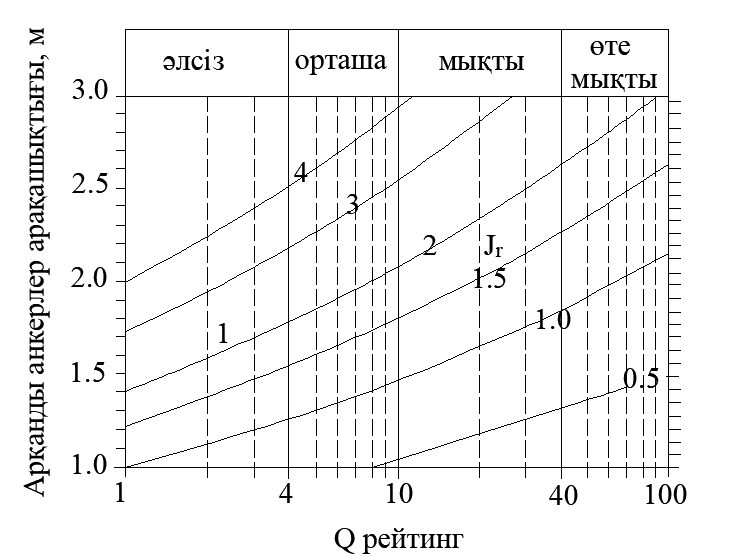 әлсіз орташа мықты өте мықты
Арқанды анкерлер арақашықтығы, м
3.0
2.5
2.0
1.5
1.0
4
3
2
1
Jr
1.5
1.0
0.5
1 4 10 40 100
Q рейтинг